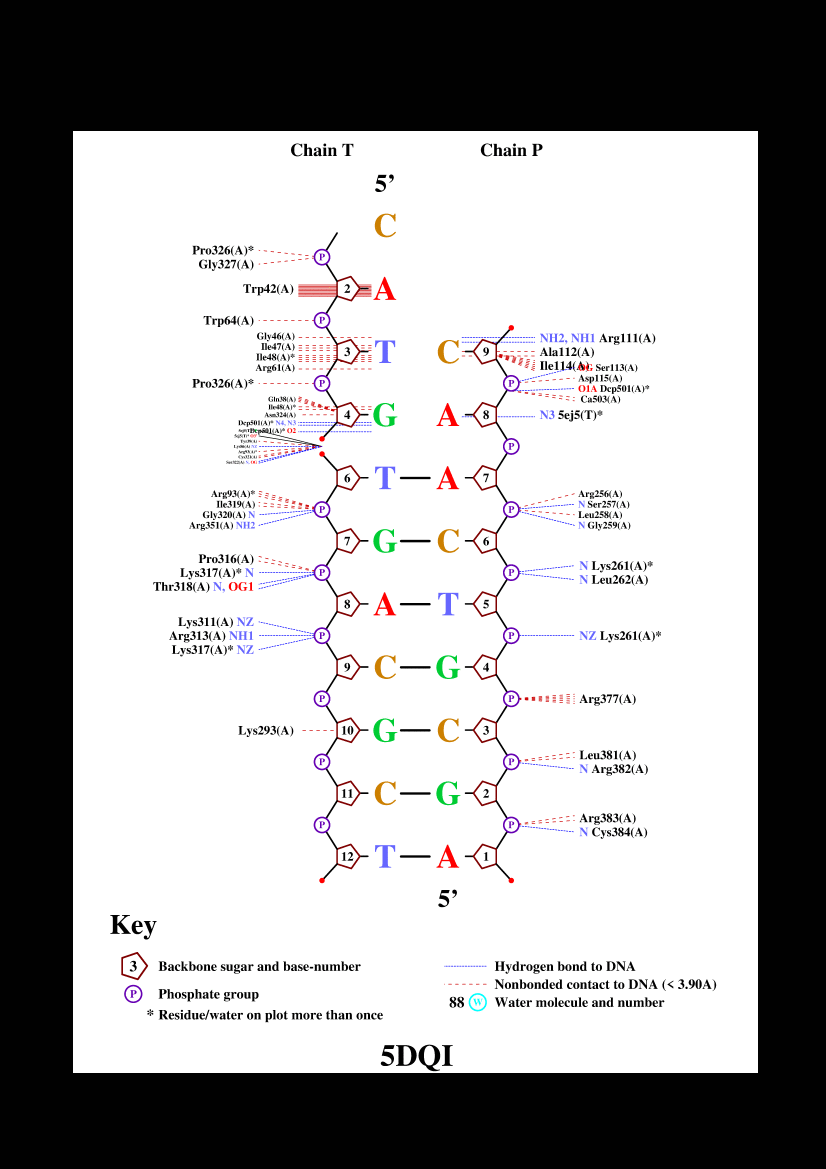 Chain T Chain P
5’
C
Pro326(A)*
P
Gly327(A)
Trp42(A) 2 A
Trp64(A) P
Gly46(A)
Ile47(A)
Ile48(A)*
Arg61(A)
3 T C 9
NH2, NH1 Arg111(A)
Ala112(A)
Ile114(A)
OG Ser113(A)
Pro326(A)* P P
Asp115(A)
O1A Dcp501(A)*
Ca503(A)
Gln38(A)
Ile48(A)*
Asn324(A)
4 G A 8 N3 5ej5(T)*
Dcp501(A)* N4, N3
Dcp501(A)* O2
P
6 T A 7
Arg93(A)*
Ile319(A)
Gly320(A) N
Arg351(A) NH2
P P
Arg256(A)
N Ser257(A)
Leu258(A)
N Gly259(A)
7 G C 6
Pro316(A)
Lys317(A)* N
Thr318(A) N, OG1
P P
N Lys261(A)*
N Leu262(A)
8 A T 5
Lys311(A) NZ
Arg313(A) NH1
Lys317(A)* NZ
P P
NZ Lys261(A)*
9 C G 4
P P Arg377(A)
Lys293(A) 10 G C 3
P P
Leu381(A)
N Arg382(A)
11 C G 2
P P
Arg383(A)
N Cys384(A)
12 T A 1
5’
Key
3 Backbone sugar and base-number
P Phosphate group
* Residue/water on plot more than once
Hydrogen bond to DNA
Nonbonded contact to DNA (< 3.90A)
88 W Water molecule and number
5DQI